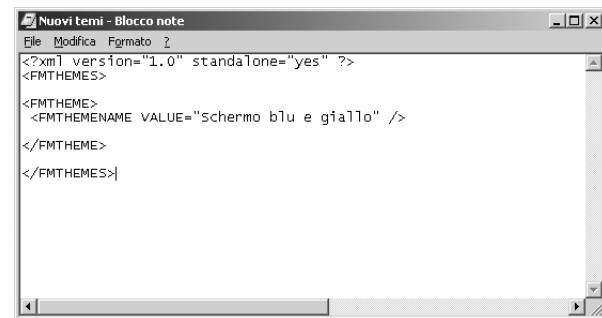 Nuovi temi - Blocco note
File Modifica Formato ?
<?xml version="1.0" standalone="yes" ?>
<FMTHEMES>
<FMTHEME>
<FMTHEMENAME VALUE="Schermo blu e giallo" />
</FMTHEME>
</FMTHEMES>